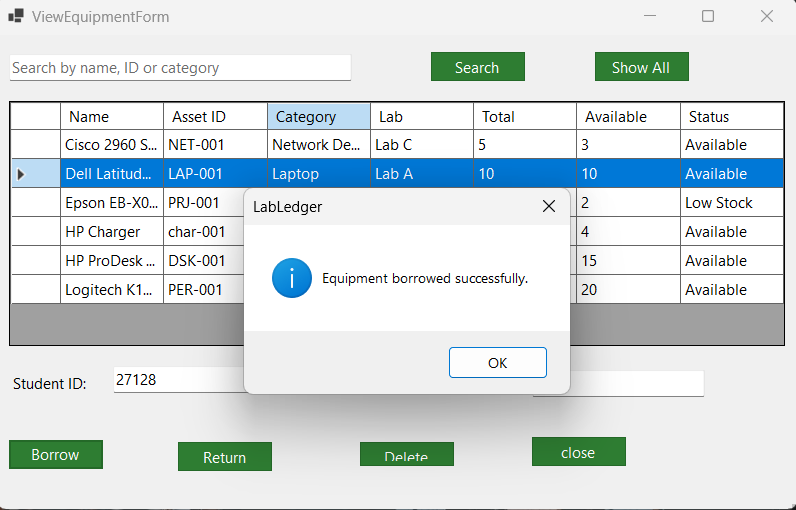 ViewEquipmentForm
Search by name, ID or category
Search
Show All
Name Asset ID Category Lab Total Available Status
Cisco 2960 S... NET-001 Network De... Lab C 5 3 Available
Dell Latitud... LAP-001 Laptop Lab A 10 10 Available
Epson EB-X0... PRJ-001 2 Low Stock
HP Charger char-001 4 Available
HP ProDesk ... DSK-001 15 Available
Logitech K1... PER-001 20 Available
LabLedger
Equipment borrowed successfully.
OK
Student ID: 27128
Borrow
Return
Delete
close